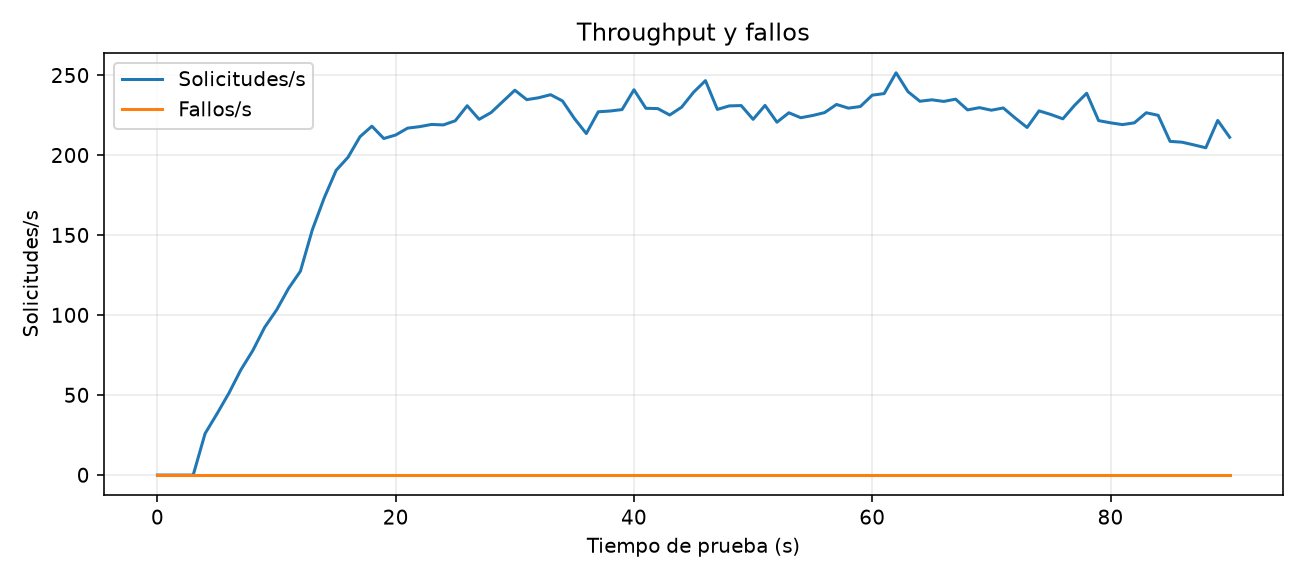 Throughput y fallos
Solicitudes/s
Fallos/s
Solicitudes/s
250
200
150
100
50
0
0 20 40 60 80
Tiempo de prueba (s)